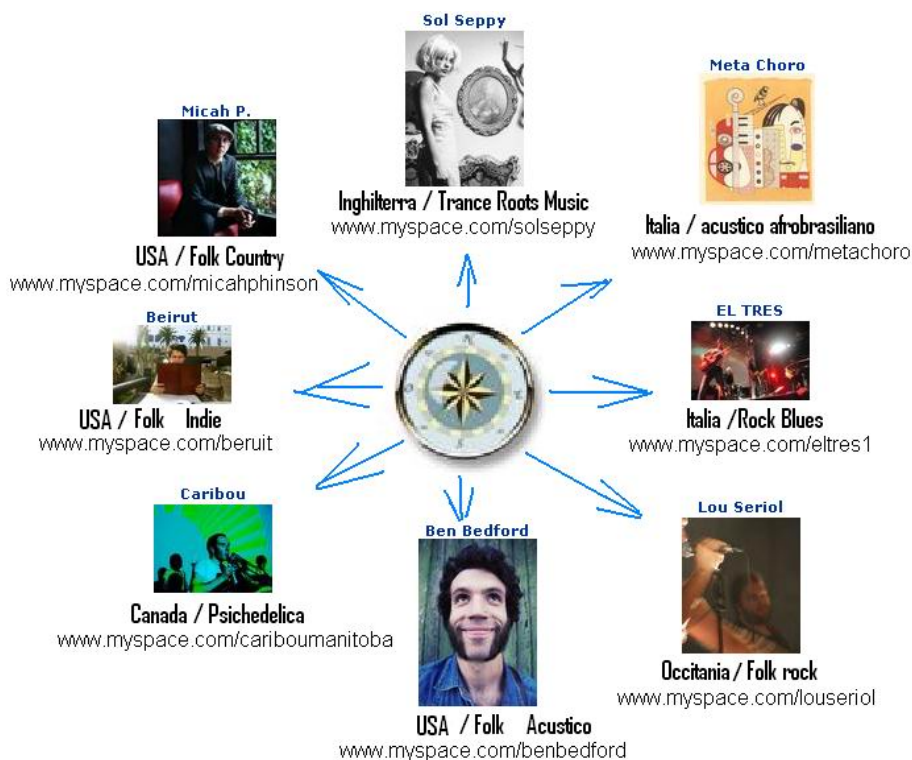 Sol Seppy
Inghilterra / Trance Roots Music
www.myspace.com/solseppy
Meta Choro
Italia / acustico afrobrasiliano
www.myspace.com/metachoro
Micah P.
USA / Folk Country
www.myspace.com/micahphinson
Beirut
USA / Folk Indie
www.myspace.com/beruit
EL TRES
Italia /Rock Blues
www.myspace.com/eltres1
Caribou
Canada / Psichedelica
www.myspace.com/cariboumanitoba
Ben Bedford
USA / Folk Acustico
www.myspace.com/benbedford
Lou Seriol
Occitania / Folk rock
www.myspace.com/louseriol